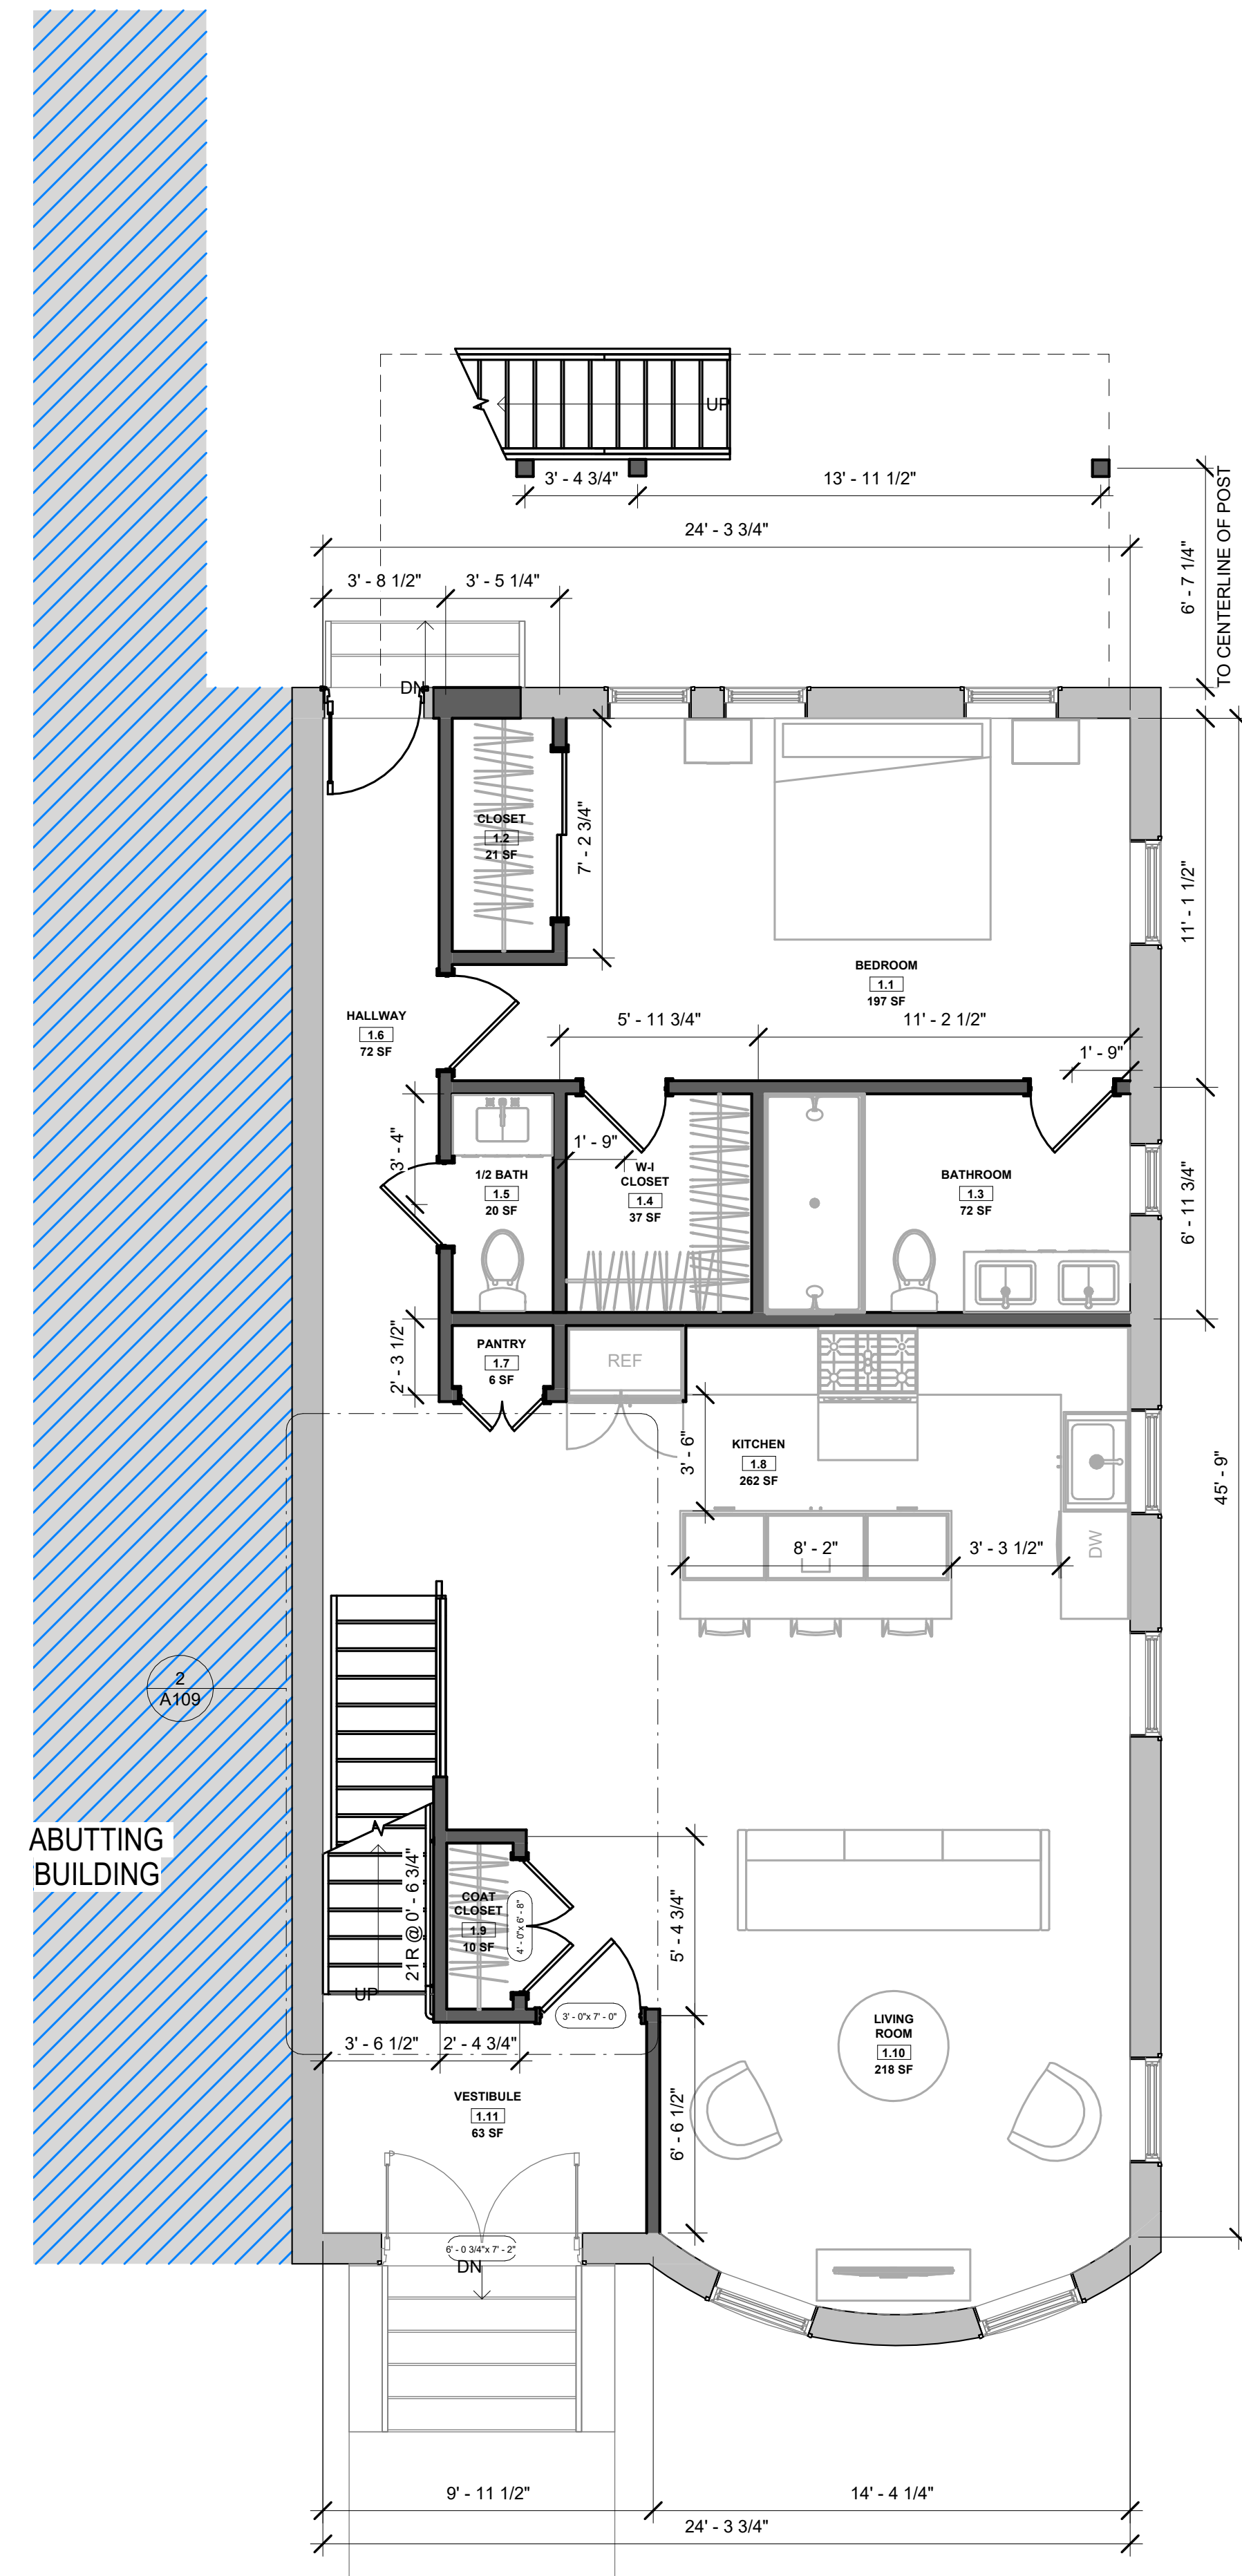 UP
3' - 4 3/4"
13' - 11 1/2"
24' - 3 3/4"
3' - 8 1/2"
3' - 5 1/4"
6' - 7 1/4"
TO CENTERLINE OF POST
DN
CLOSET
1.2
21 SF
7' - 2 3/4"
11' - 1 1/2"
BEDROOM
1.1
197 SF
HALLWAY
1.6
72 SF
5' - 11 3/4"
11' - 2 1/2"
1' - 9"
3' - 4"
1' - 9"
1/2 BATH
1.5
20 SF
W-I
CLOSET
1.4
37 SF
BATHROOM
1.3
72 SF
6' - 11 3/4"
2' - 3 1/2"
PANTRY
1.7
6 SF
REF
3' - 6"
KITCHEN
1.8
262 SF
45' - 9"
8' - 2"
3' - 3 1/2"
DW
2
A109
ABUTTING
BUILDING
21R @ 0' - 6 3/4"
UP
COAT
CLOSET
1.9
10 SF
4' - 0"x 6' - 8"
5' - 4 3/4"
3' - 0"x 7' - 0"
LIVING
ROOM
1.10
218 SF
3' - 6 1/2"
2' - 4 3/4"
VESTIBULE
1.11
63 SF
6' - 6 1/2"
6' - 0 3/4"x 7' - 2"
DN
9' - 11 1/2"
14' - 4 1/4"
24' - 3 3/4"